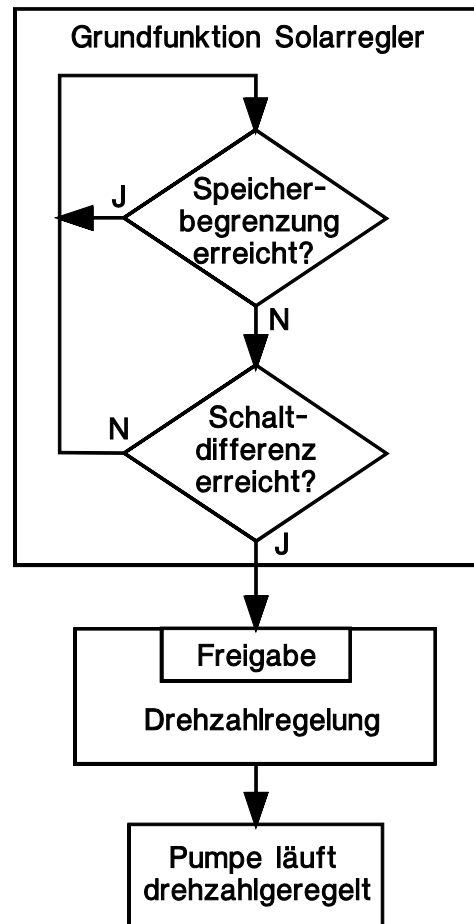 Grundfunktion Solarregler
J
Speicher-
begrenzung
erreicht?
N
N
Schalt-
differenz
erreicht?
J
Freigabe
Drehzahlregelung
Pumpe läuft
drehzahlgeregelt